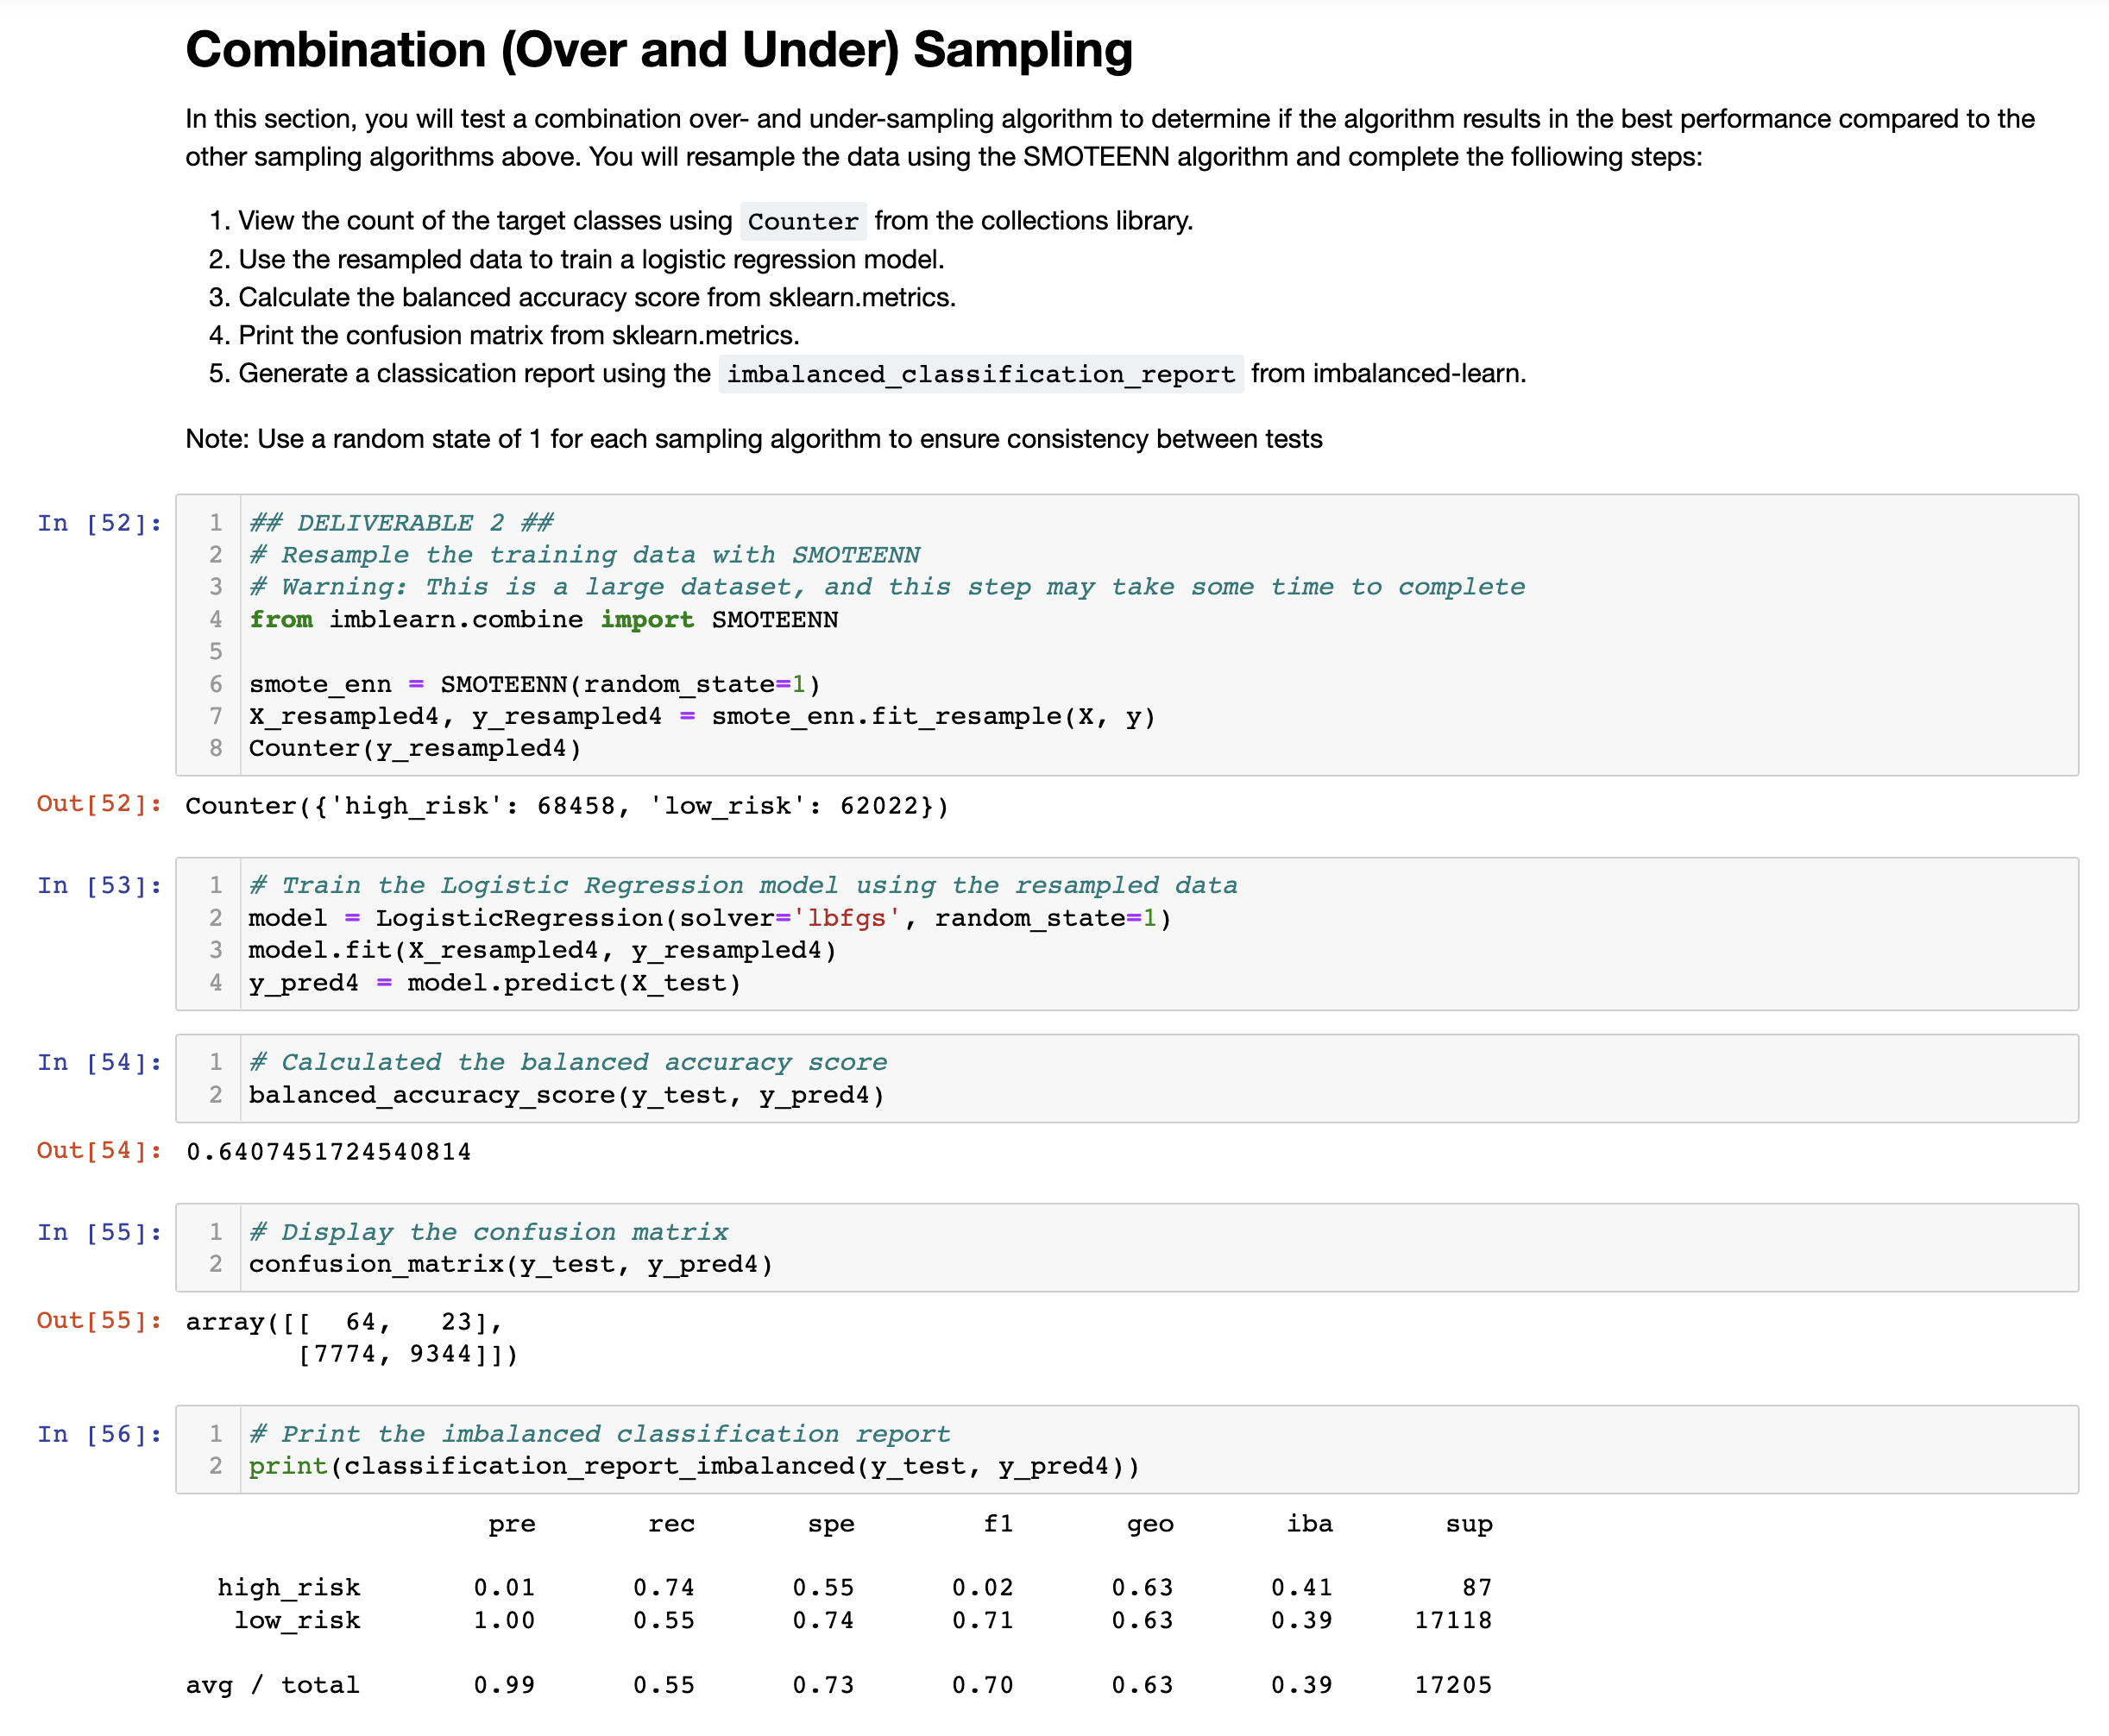 Combination (Over and Under) Sampling
In this section, you will test a combination over- and under-sampling algorithm to determine if the algorithm results in the best performance compared to the
other sampling algorithms above. You will resample the data using the SMOTEENN algorithm and complete the folliowing steps:
1. View the count of the target classes using Counter from the collections library.
2. Use the resampled data to train a logistic regression model.
3. Calculate the balanced accuracy score from sklearn.metrics.
4. Print the confusion matrix from sklearn.metrics.
5. Generate a classication report using the imbalanced_classification_report from imbalanced-learn.
Note: Use a random state of 1 for each sampling algorithm to ensure consistency between tests
In [52]:
1 ## DELIVERABLE 2 ##
2 # Resample the training data with SMOTEENN
3 # Warning: This is a large dataset, and this step may take some time to complete
4 from imblearn.combine import SMOTEENN
5
6 smote_enn = SMOTEENN(random_state=1)
7 X_resampled4, y_resampled4 = smote_enn.fit_resample(X, y)
8 Counter(y_resampled4)
Out[52]: Counter({'high_risk': 68458, 'low_risk': 62022})
In [53]:
1 # Train the Logistic Regression model using the resampled data
2 model = LogisticRegression(solver='lbfgs', random_state=1)
3 model.fit(X_resampled4, y_resampled4)
4 y_pred4 = model.predict(X_test)
In [54]:
1 # Calculated the balanced accuracy score
2 balanced_accuracy_score(y_test, y_pred4)
Out[54]: 0.6407451724540814
In [55]:
1 # Display the confusion matrix
2 confusion_matrix(y_test, y_pred4)
Out[55]: array([[  64,   23],
       [7774, 9344]])
In [56]:
1 # Print the imbalanced classification report
2 print(classification_report_imbalanced(y_test, y_pred4))
pre rec spe f1 geo iba sup
high_risk 0.01 0.74 0.55 0.02 0.63 0.41 87
low_risk 1.00 0.55 0.74 0.71 0.63 0.39 17118
avg / total 0.99 0.55 0.73 0.70 0.63 0.39 17205